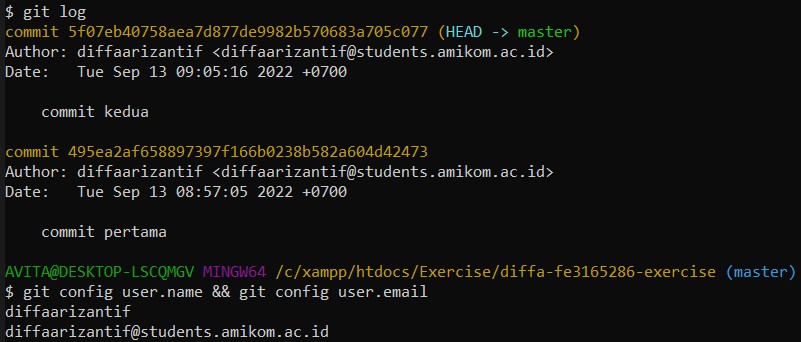 $ git log
commit 5f07eb40758aea7d877de9982b570683a705c077 (HEAD -> master)
Author: diffaarizantif <diffaarizantif@students.amikom.ac.id>
Date:   Tue Sep 13 09:05:16 2022 +0700
    commit kedua
commit 495ea2af658897397f166b0238b582a604d42473
Author: diffaarizantif <diffaarizantif@students.amikom.ac.id>
Date:   Tue Sep 13 08:57:05 2022 +0700
    commit pertama
AVITA@DESKTOP-LSCQMGV MINGW64 /c/xampp/htdocs/Exercise/diffa-fe3165286-exercise (master)
$ git config user.name && git config user.email
diffaarizantif
diffaarizantif@students.amikom.ac.id